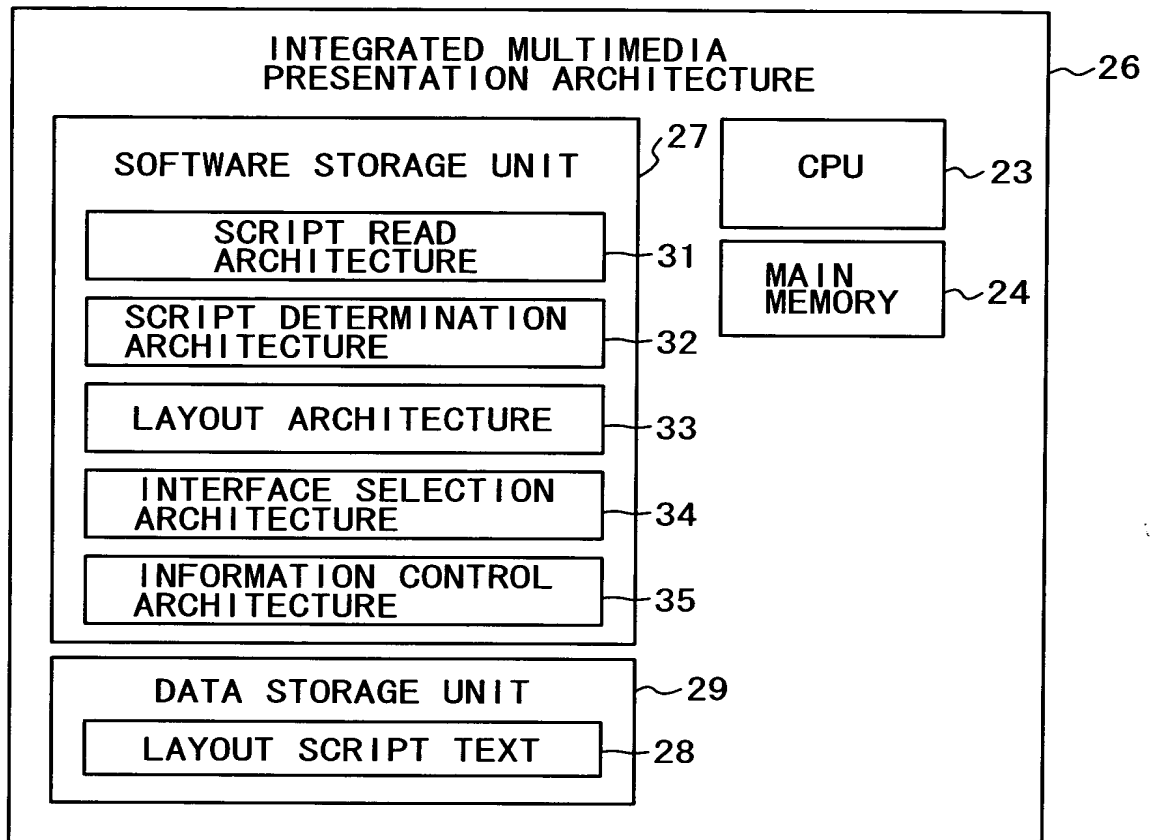 INTEGRATED MULTIMEDIA
PRESENTATION ARCHITECTURE
26
SOFTWARE STORAGE UNIT
27
SCRIPT READ
ARCHITECTURE
31
SCRIPT DETERMINATION
ARCHITECTURE
32
LAYOUT ARCHITECTURE
33
INTERFACE SELECTION
ARCHITECTURE
34
INFORMATION CONTROL
ARCHITECTURE
35
CPU
23
MAIN
MEMORY
24
DATA STORAGE UNIT
29
LAYOUT SCRIPT TEXT
28